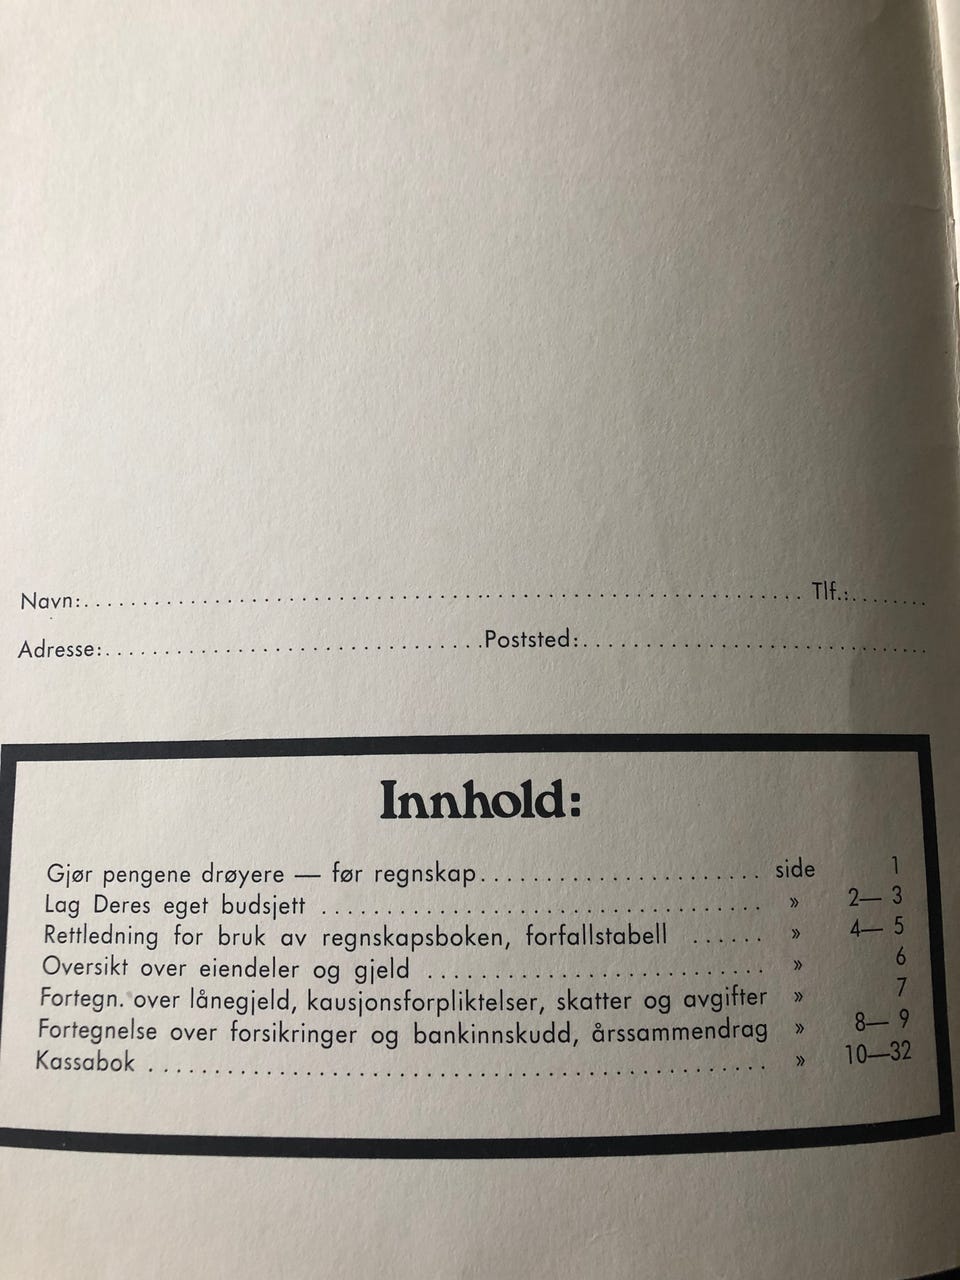 Navn:........................................................................ Tlf.:........
Adresse:..............................Poststed:..............................
Innhold:
Gjør pengene drøyere — før regnskap...................... side 1
Lag Deres eget budsjett .................................. » 2— 3
Rettledning for bruk av regnskapsboken, forfallstabell ...... » 4— 5
Oversikt over eiendeler og gjeld .......................... » 6
Fortegn. over lånegjeld, kausjonsforpliktelser, skatter og avgifter » 7
Fortegnelse over forsikringer og bankinnskudd, årssammendrag » 8— 9
Kassabok ............................................... » 10—32